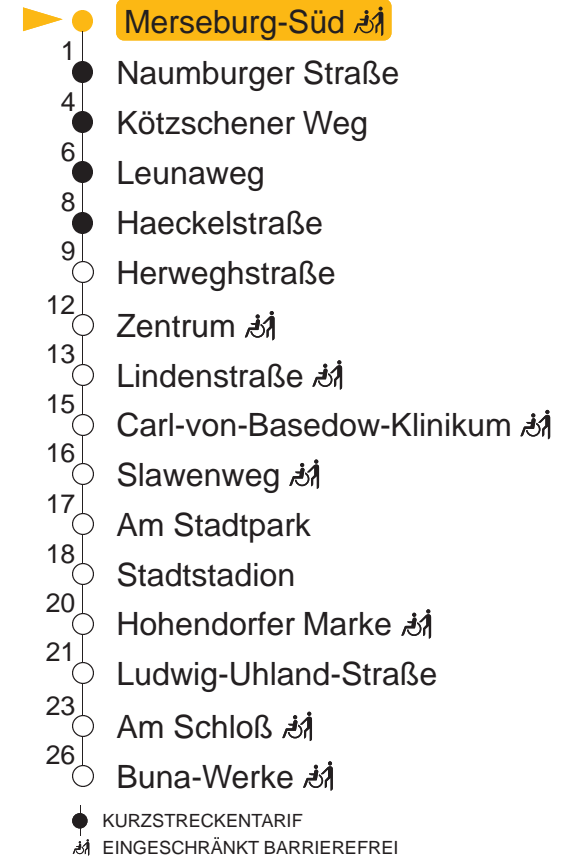 Merseburg-Süd
1
Naumburger Straße
4
Kötzschener Weg
6
Leunaweg
8
Haeckelstraße
9
Herweghstraße
12
Zentrum
13
Lindenstraße
15
Carl-von-Basedow-Klinikum
16
Slawenweg
17
Am Stadtpark
18
Stadtstadion
20
Hohendorfer Marke
21
Ludwig-Uhland-Straße
23
Am Schloß
26
Buna-Werke
KURZSTRECKENTARIF
EINGESCHRÄNKT BARRIEREFREI